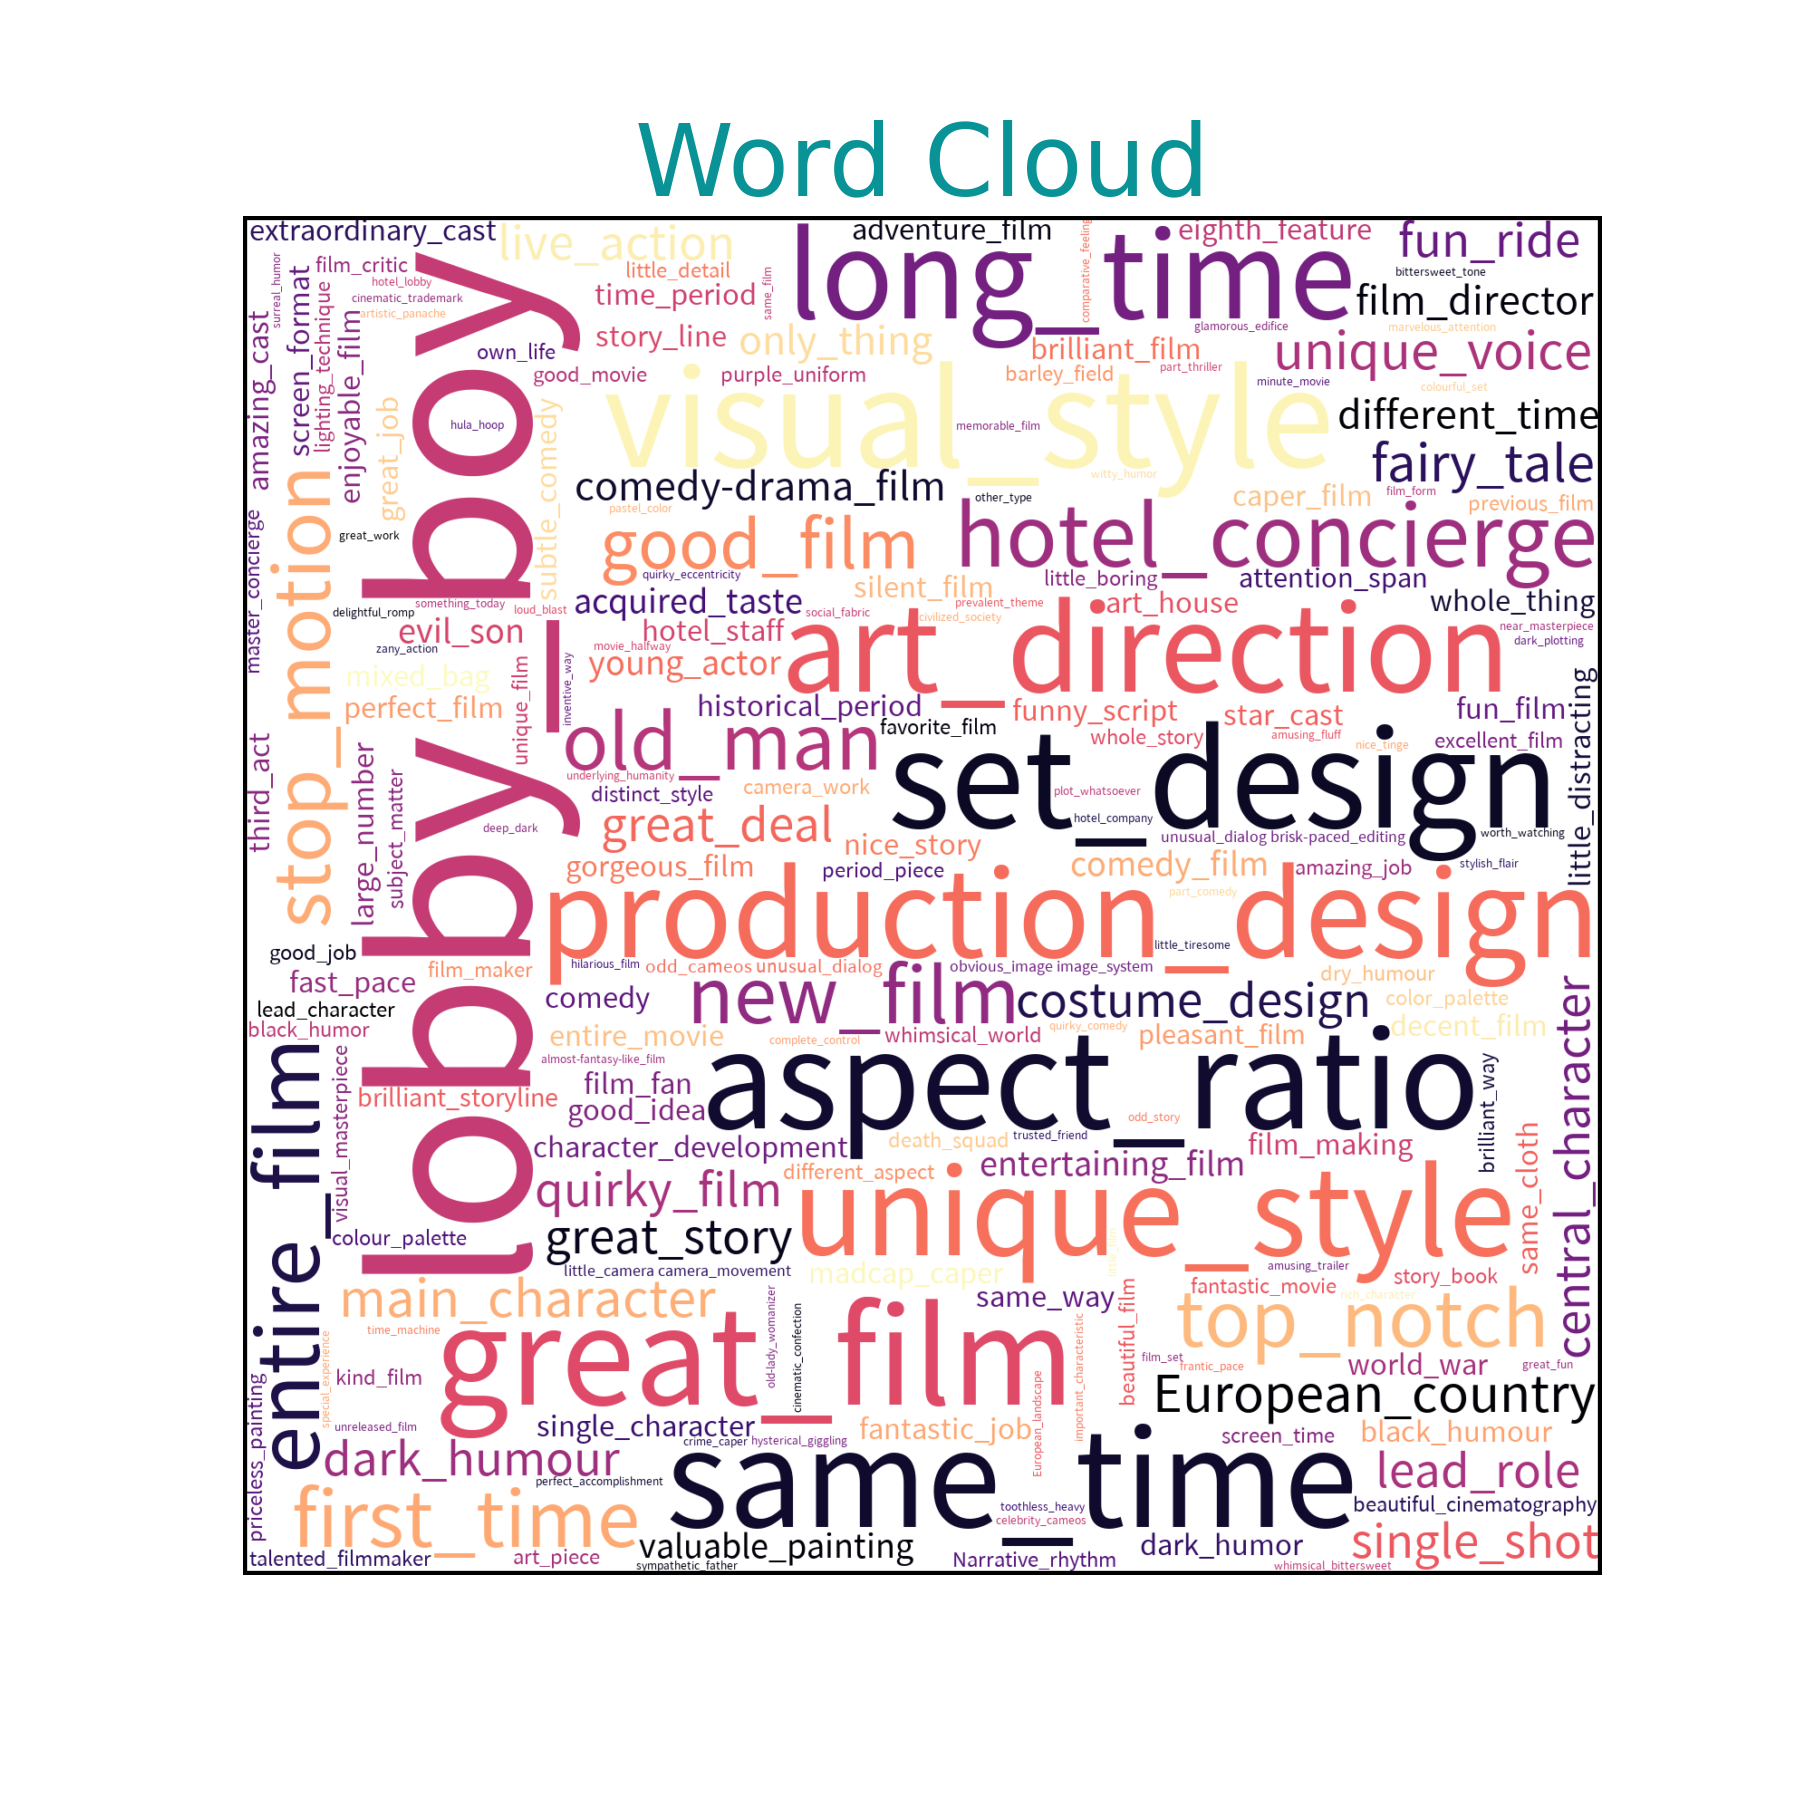 Word Cloud
extraordinary_cast
live_action
adventure_film
eighth_feature
fun_ride
film_critic
hotel_lobby
cinematic_trademark
artistic_panache
surreal_humor
screen_format
lighting_technique
enjoyable_film
amazing_cast
little_detail
time_period
same_film
long_time
comparative_feeling
bittersweet_tone
film_director
glamorous_edifice
marvelous_attention
own_life
story_line
only_thing
brilliant_film
unique_voice
good_movie
purple_uniform
barley_field
part_thriller
minute_movie
colourful_set
great_job
hula_hoop
subtle_comedy
visual_style
memorable_film
different_time
lobby_boy
comedy-drama_film
witty_humor
fairy_tale
other_type
caper_film
film_form
previous_film
pastel_color
stop_motion
great_work
good_film
hotel_concierge
master_concierge
quirky_eccentricity
silent_film
little_boring
attention_span
delightful_romp
something_today
loud_blast
acquired_taste
social_fabric
prevalent_theme
civilized_society
art_house
whole_thing
evil_son
hotel_staff
near_masterpiece
dark_plotting
zany_action
movie_halfway
young_actor
art_direction
mixed_bag
unique_film
inventive_way
perfect_film
historical_period
funny_script
star_cast
fun_film
little_distracting
old_man
favorite_film
whole_story
amusing_fluff
nice_tinge
excellent_film
third_act
large_number
subject_matter
underlying_humanity
distinct_style
camera_work
set_design
plot_whatsoever
deep_dark
great_deal
hotel_company
unusual_dialog brisk-paced_editing
worth_watching
nice_story
gorgeous_film
period_piece
comedy_film
amazing_job
stylish_flair
production_design
part_comedy
good_job
little_tiresome
film_maker
hilarious_film
odd_cameos unusual_dialog
obvious_image image_system
dry_humour
fast_pace
comedy
new_film
costume_design
color_palette
lead_character
central_character
black_humor
entire_movie
complete_control
whimsical_world
quirky_comedy
pleasant_film
decent_film
almost-fantasy-like_film
entire_film
visual_masterpiece
film_fan
aspect_ratio
brilliant_way
brilliant_storyline
good_idea
odd_story
character_development
death_squad
trusted_friend
film_making
same_cloth
different_aspect
entertaining_film
quirky_film
unique_style
colour_palette
great_story
little_camera camera_movement
madcap_caper
amusing_trailer
fantastic_movie
story_book
main_character
same_way
beautiful_film
rich_character
top_notch
time_machine
old-lady_womanizer
cinematic_confection
great_film
important_characteristic
film_set
frantic_pace
world_war
great_fun
special_experience
kind_film
European_landscape
European_country
priceless_painting
unreleased_film
single_character
fantastic_job
screen_time
black_humour
dark_humour
crime_caper
hysterical_giggling
perfect_accomplishment
same_time
lead_role
first_time
toothless_heavy
celebrity_cameos
beautiful_cinematography
valuable_painting
dark_humor
single_shot
talented_filmmaker
art_piece
sympathetic_father
Narrative_rhythm
whimsical_bittersweet